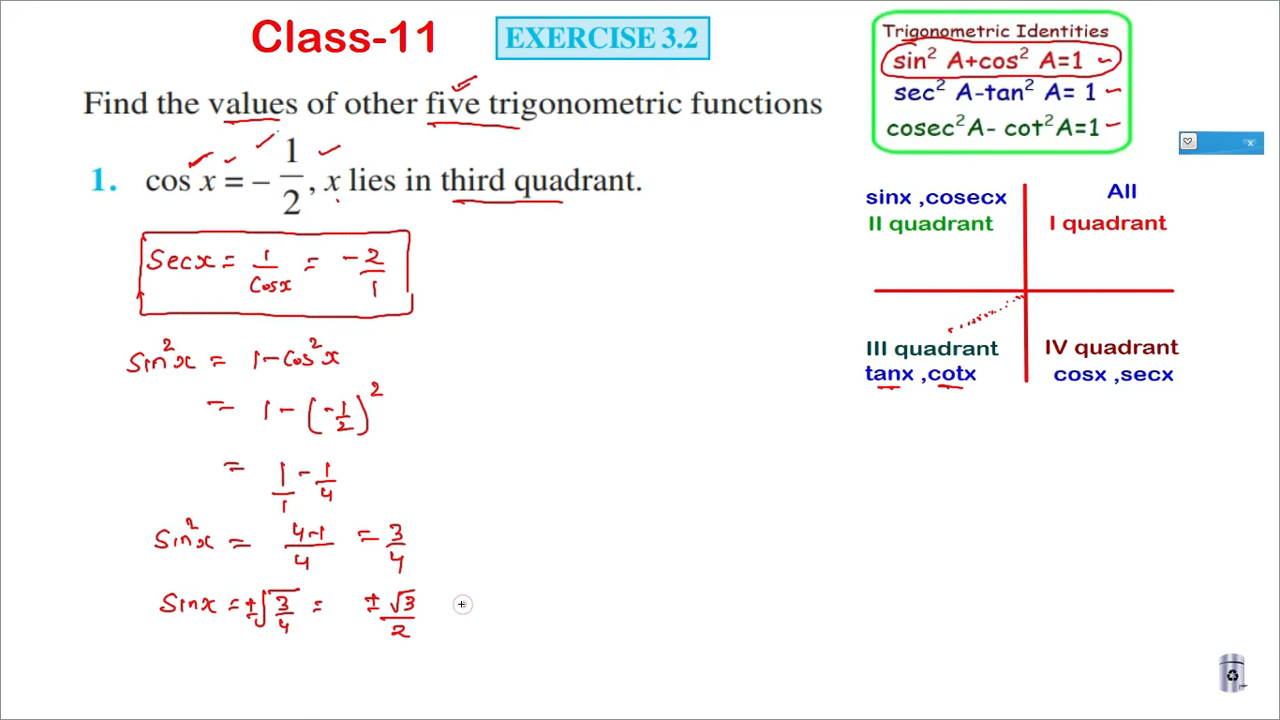 Class-11
EXERCISE 3.2
Trigonometric Identities
sin² A+cos² A=1
sec² A-tan² A= 1
cosec²A- cot²A=1
Find the values of other five trigonometric functions
1. cos x = – 1/2, x lies in third quadrant.
Secx = 1/Cosx = -2/1
Sin²x = 1-Cos²x
= 1-(-1/2)²
= 1/1 - 1/4
Sin²x = 4-1/4 = 3/4
Sinx = ±√3/4 = ±√3/2
sinx ,cosecx
II quadrant
All
I quadrant
III quadrant
tanx ,cotx
IV quadrant
cosx ,secx
x